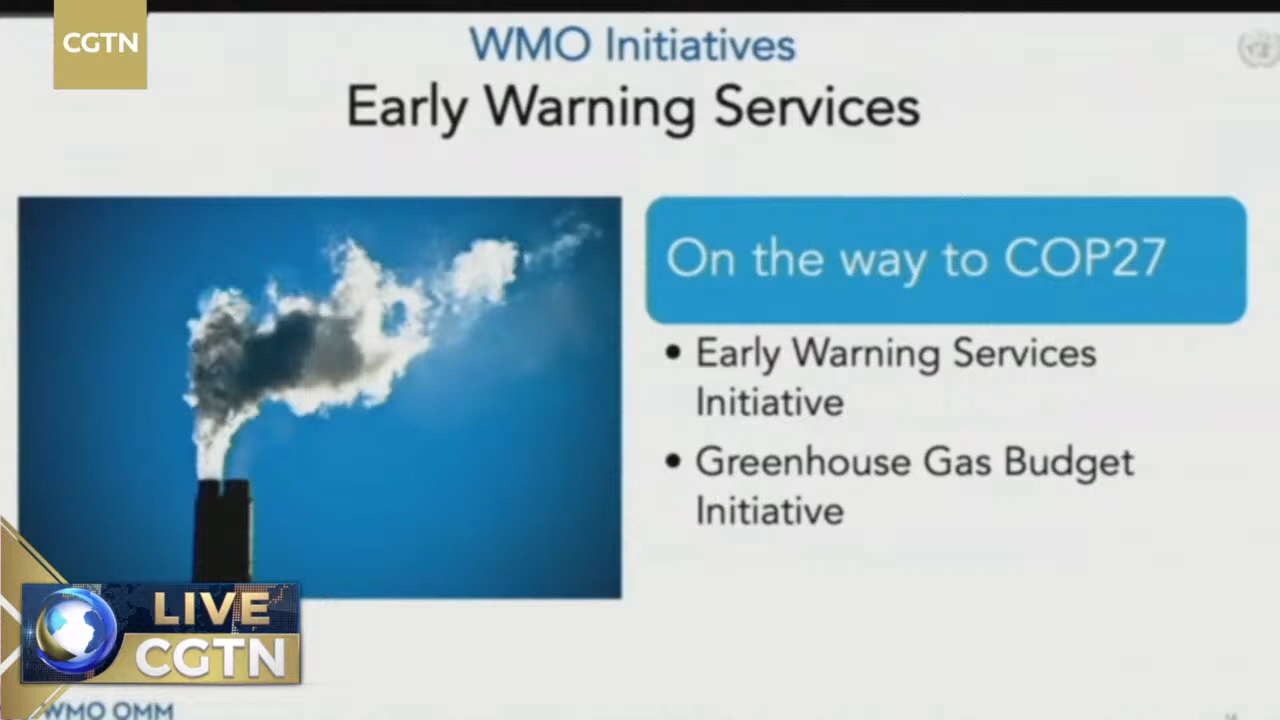 CGTN
WMO Initiatives
Early Warning Services
On the way to COP27
• Early Warning Services
Initiative
• Greenhouse Gas Budget
Initiative
LIVE
CGTN
WMO OMM